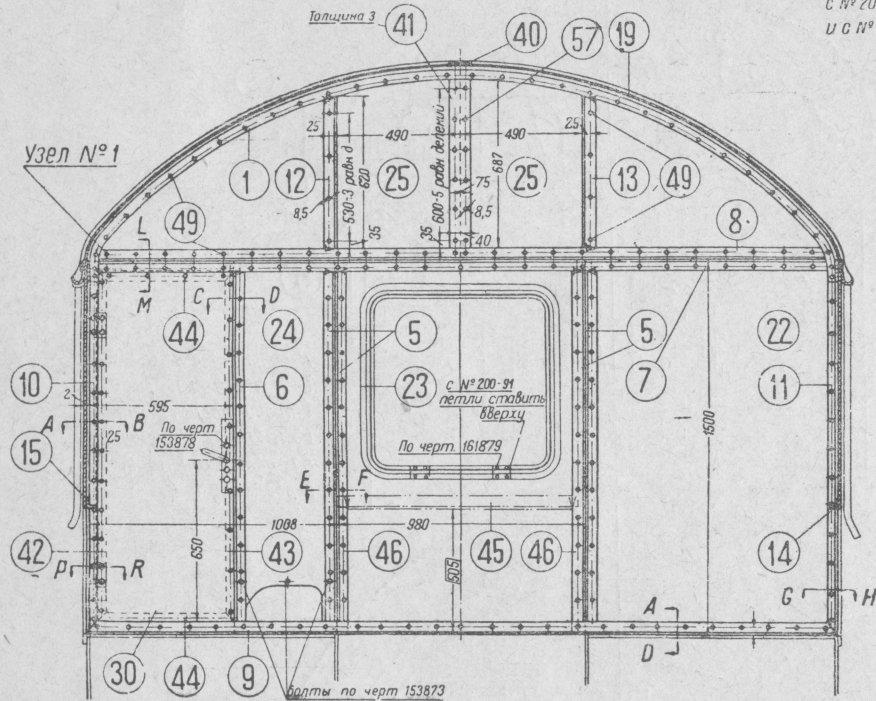 С № 20
и С №
Толщина 3
41
40
57
19
Узел № 1
25
490
490
25
1
12
530-3 равн д
620
25
600-5 равн делений
75
25
687
13
49
8,5
35
35
8,5
40
49
8
L
M
C
D
44
24
5
5
22
6
23
7
10
11
2
595
с № 200-91
петли ставить
вверху
A
B
По черт
153878
25
По черт. 161879
1500
15
E
F
1088
980
42
650
43
46
505
45
46
14
P
R
G
H
A
D
30
44
9
болты по черт 153873